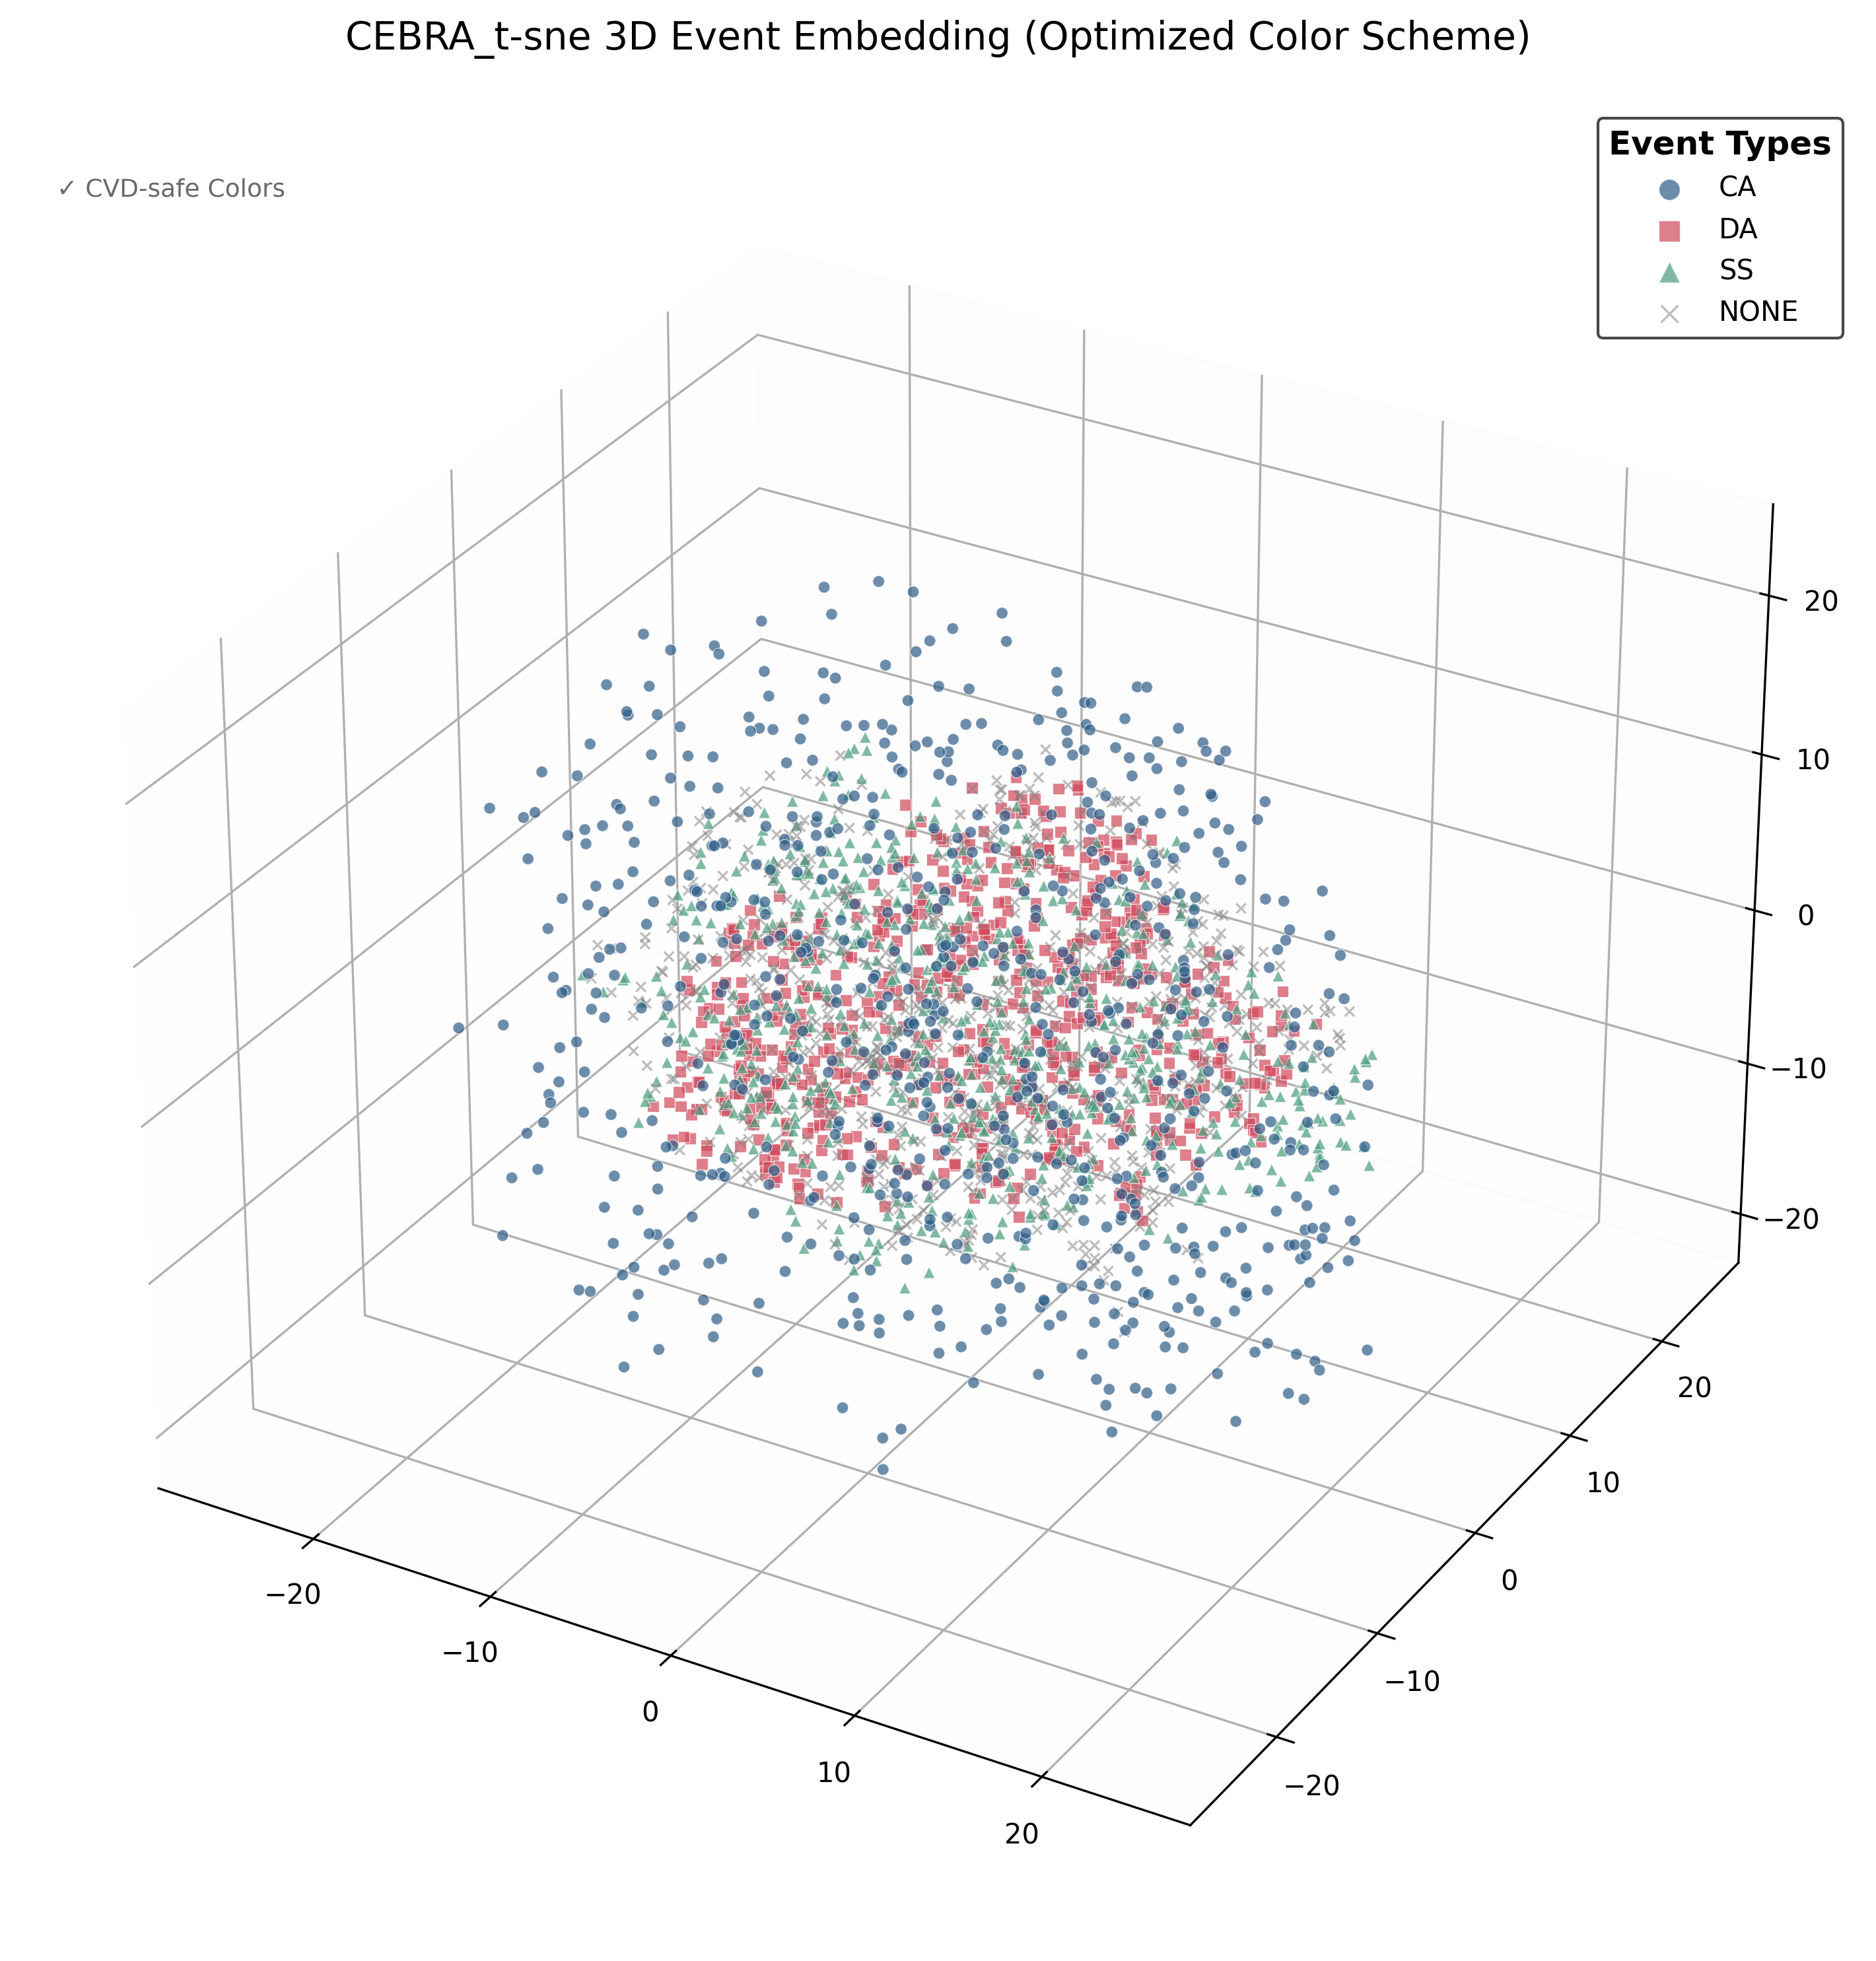 CEBRA_t-sne 3D Event Embedding (Optimized Color Scheme)
✓ CVD-safe Colors
Event Types
CA
DA
SS
NONE
20
10
0
−10
−20
20
10
0
−10
−20
−20
−10
0
10
20